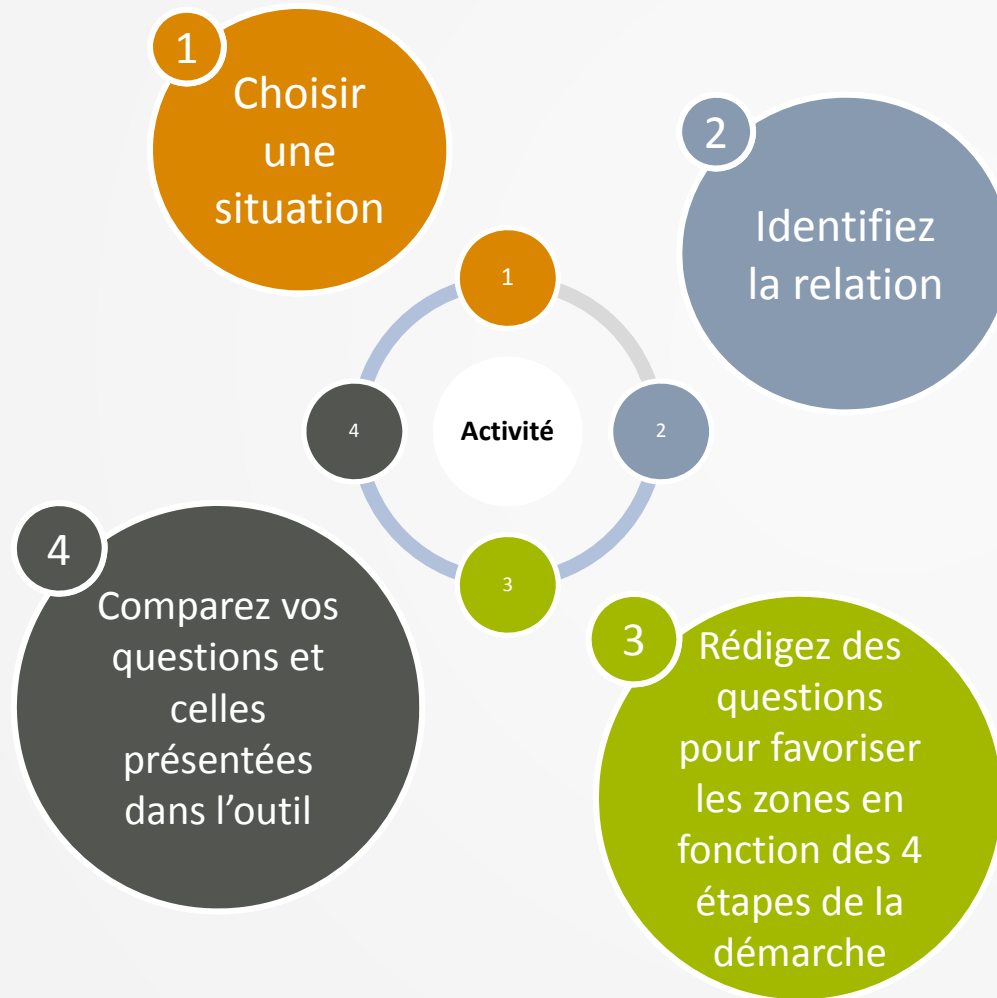 1
Choisir
une
situation
2
Identifiez
la relation
1
4
Activité
2
3
4
Comparez vos
questions et
celles
présentées
dans l’outil
3
Rédigez des
questions
pour favoriser
les zones en
fonction des 4
étapes de la
démarche